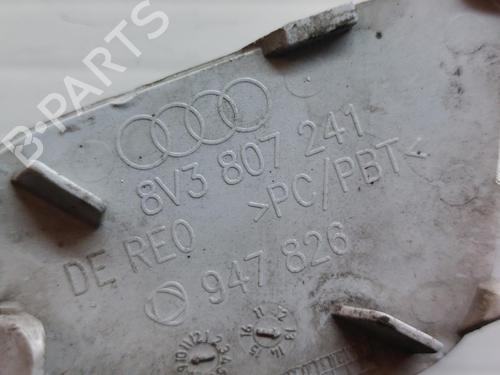 B-PARTS
8V3 807 241
>PC/PBT<
DE REO
947 826